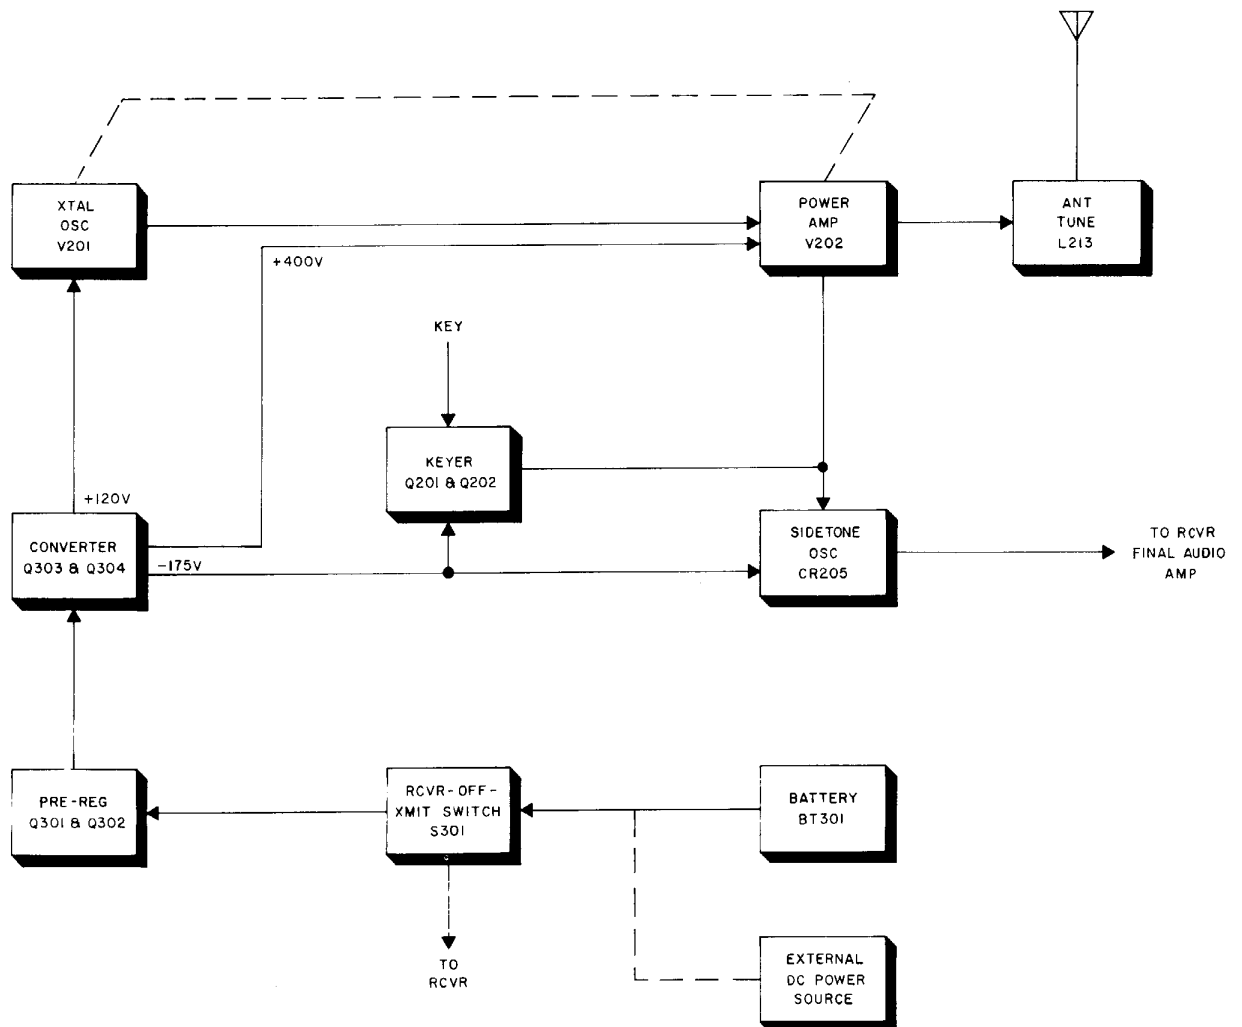 XTAL
OSC
V201
POWER
AMP
V202
ANT
TUNE
L213
+400V
KEY
KEYER
Q201 & Q202
+120V
CONVERTER
Q303 & Q304
-175V
SIDETONE
OSC
CR205
TO RCVR
FINAL AUDIO
AMP
PRE-REG
Q301 & Q302
RCVR-OFF-
XMIT SWITCH
S301
BATTERY
BT301
TO
RCVR
EXTERNAL
DC POWER
SOURCE